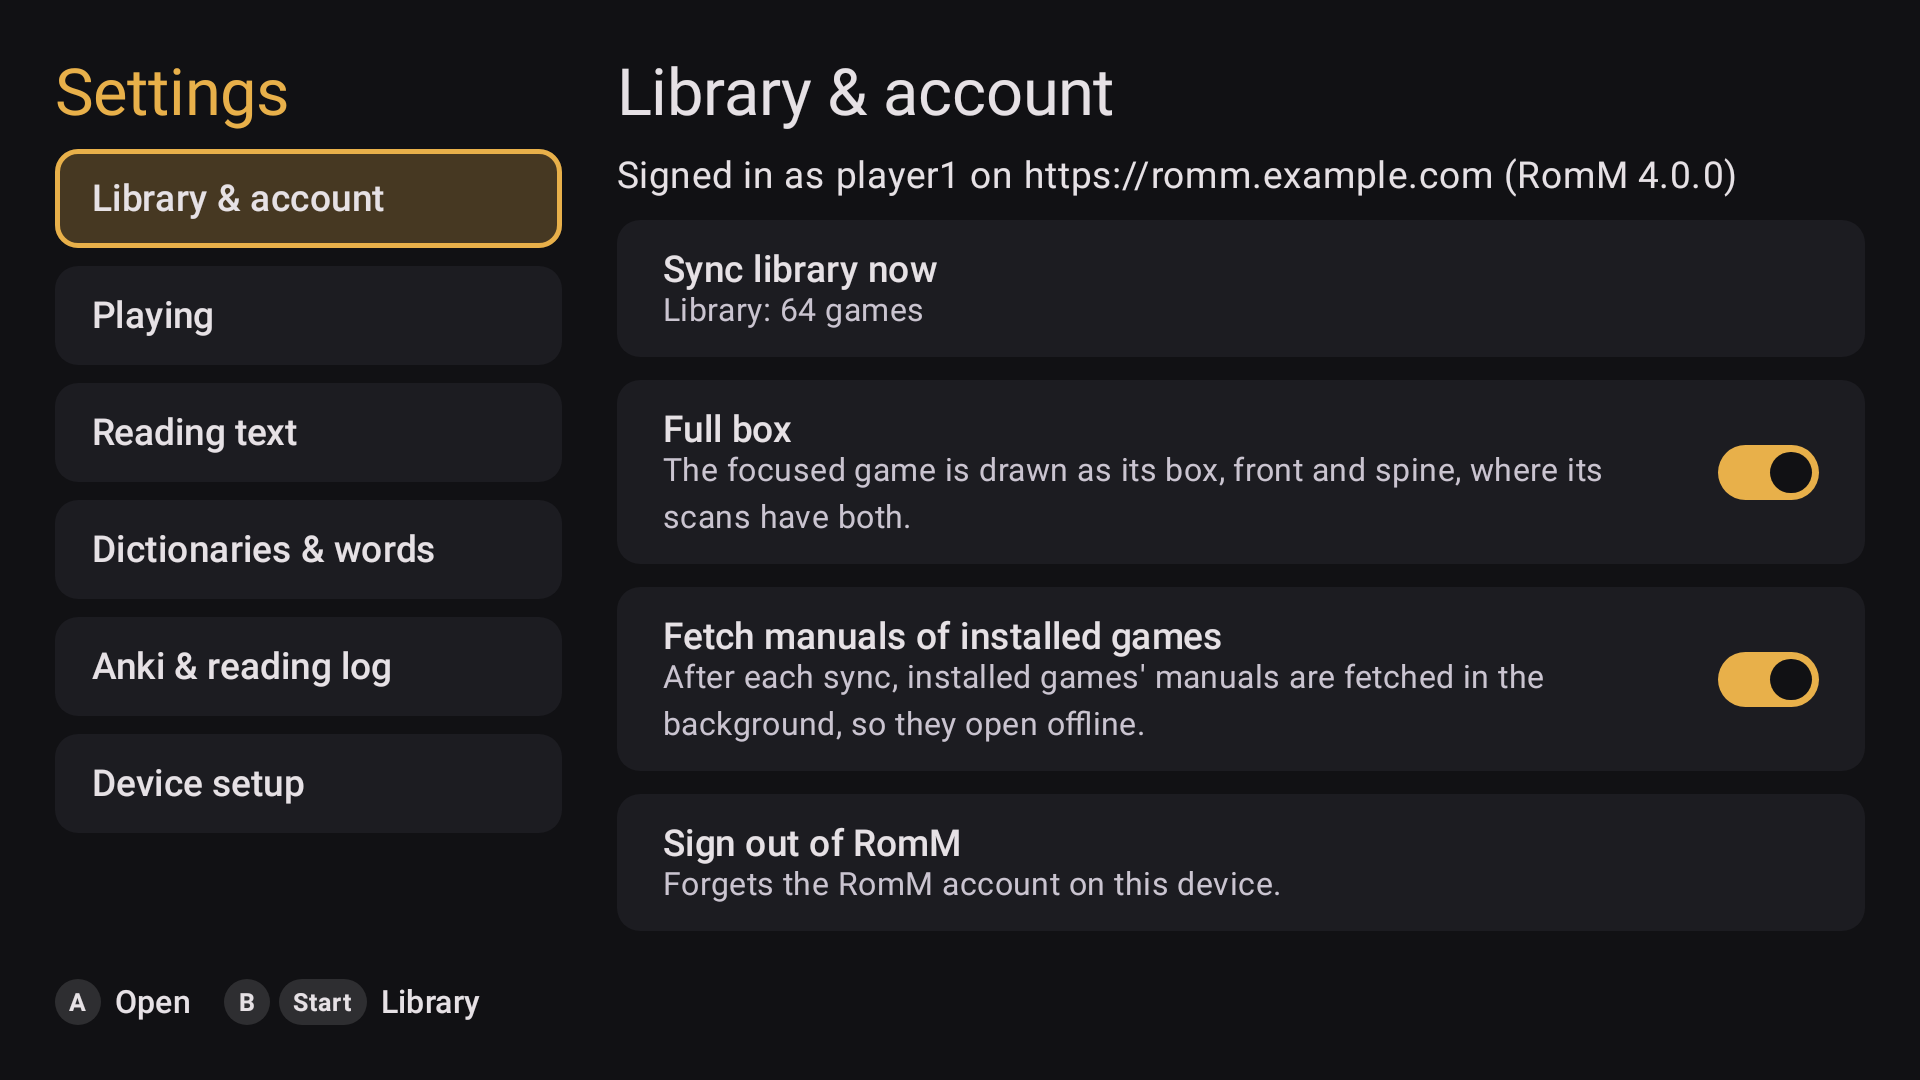 Settings
Library & account
Playing
Reading text
Dictionaries & words
Anki & reading log
Device setup
Library & account
Signed in as player1 on https://romm.example.com (RomM 4.0.0)
Sync library now
Library: 64 games
Full box
The focused game is drawn as its box, front and spine, where its
scans have both.
Fetch manuals of installed games
After each sync, installed games' manuals are fetched in the
background, so they open offline.
Sign out of RomM
Forgets the RomM account on this device.
A Open B Start Library